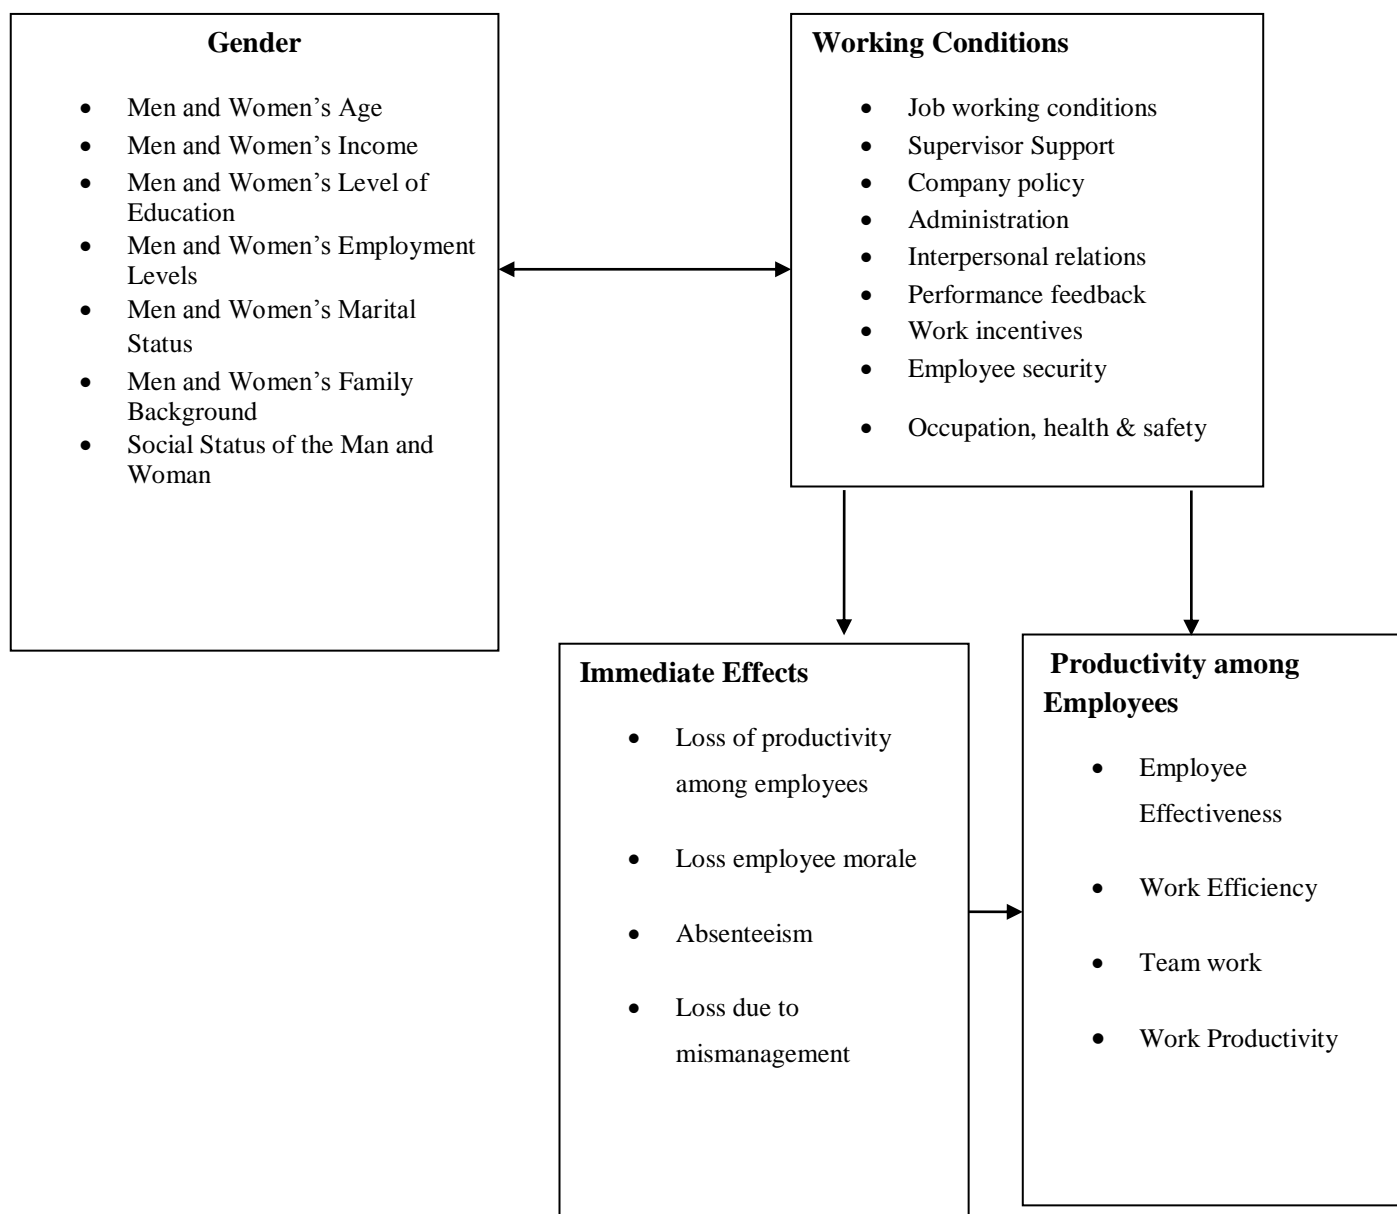 Gender
• Men and Women’s Age
• Men and Women’s Income
• Men and Women’s Level of
Education
• Men and Women’s Employment
Levels
• Men and Women’s Marital
Status
• Men and Women’s Family
Background
• Social Status of the Man and
Woman
Working Conditions
• Job working conditions
• Supervisor Support
• Company policy
• Administration
• Interpersonal relations
• Performance feedback
• Work incentives
• Employee security
• Occupation, health & safety
Immediate Effects
• Loss of productivity
among employees
• Loss employee morale
• Absenteeism
• Loss due to
mismanagement
Productivity among
Employees
• Employee
Effectiveness
• Work Efficiency
• Team work
• Work Productivity